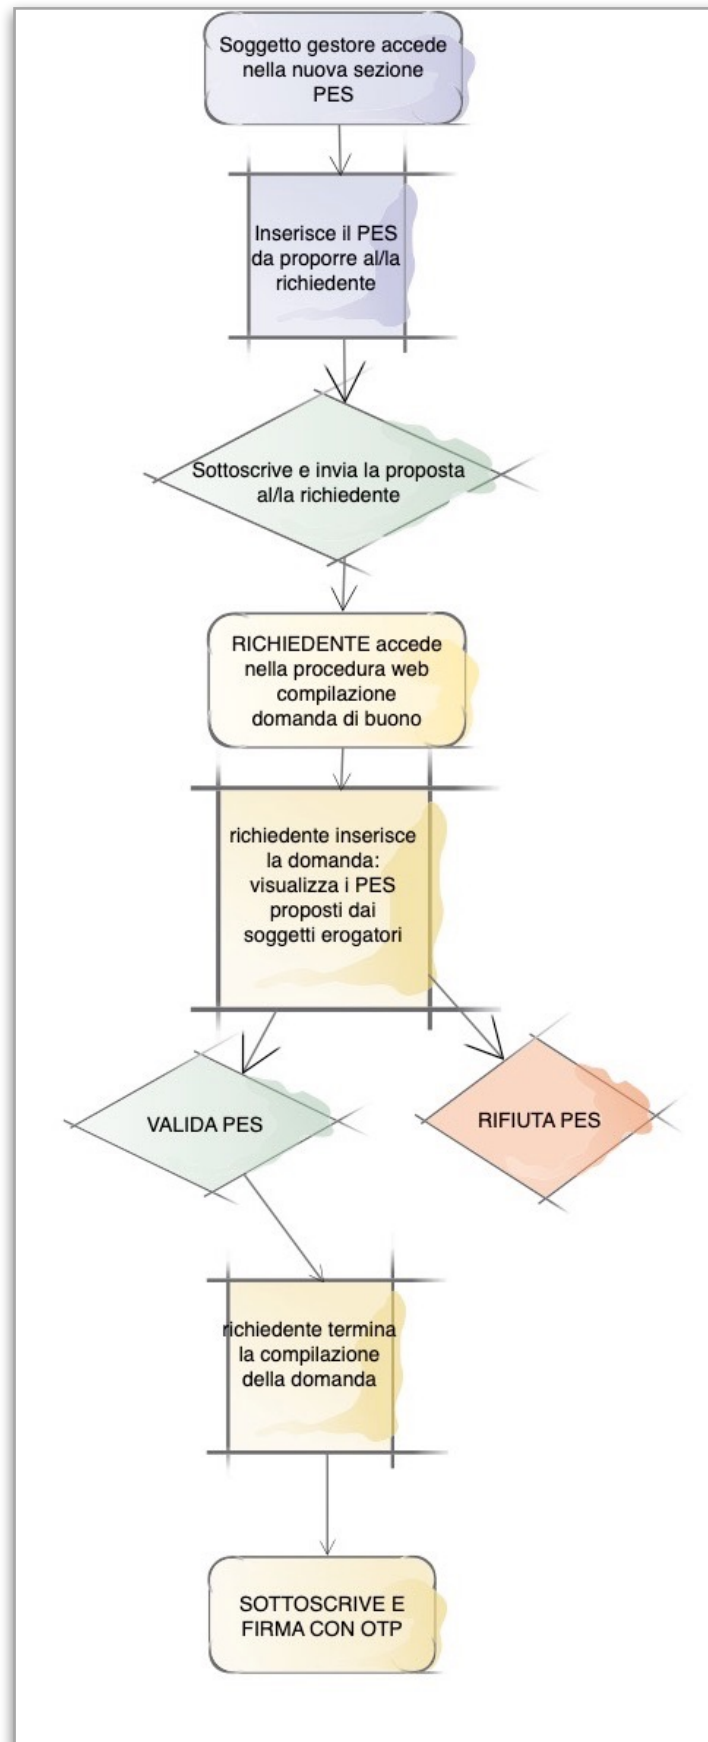 Soggetto gestore accede
nella nuova sezione
PES
Inserisce il PES
da proporre al/la
richiedente
Sottoscrive e invia la proposta
al/la richiedente
RICHIEDENTE accede
nella procedura web
compilazione
domanda di buono
richiedente inserisce
la domanda:
visualizza i PES
proposti dai
soggetti erogatori
VALIDA PES
RIFIUTA PES
richiedente termina
la compilazione
della domanda
SOTTOSCRIVE E
FIRMA CON OTP